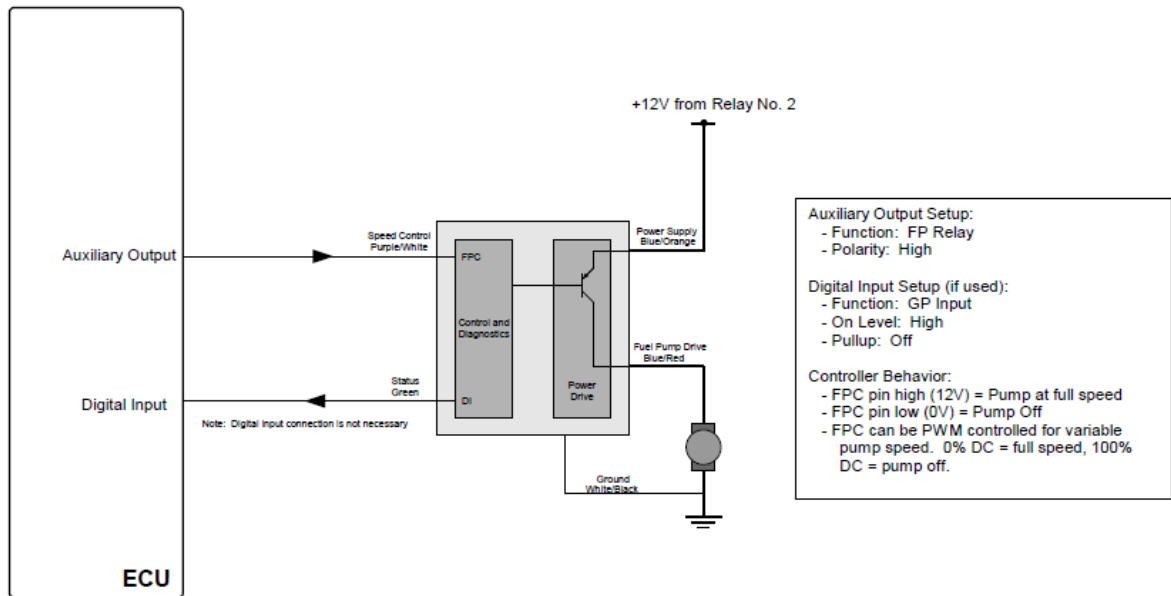 +12V from Relay No. 2
Auxiliary Output
Speed Control
Purple/White
FPC
Power Supply
Blue/Orange
Control and
Diagnostics
Fuel Pump Drive
Blue/Red
Power
Drive
Status
Green
DI
Digital Input
Note: Digital Input connection is not necessary
Ground
White/Black
ECU
Auxiliary Output Setup:
- Function: FP Relay
- Polarity: High
Digital Input Setup (if used):
- Function: GP Input
- On Level: High
- Pullup: Off
Controller Behavior:
- FPC pin high (12V) = Pump at full speed
- FPC pin low (0V) = Pump Off
- FPC can be PWM controlled for variable
pump speed. 0% DC = full speed, 100%
DC = pump off.